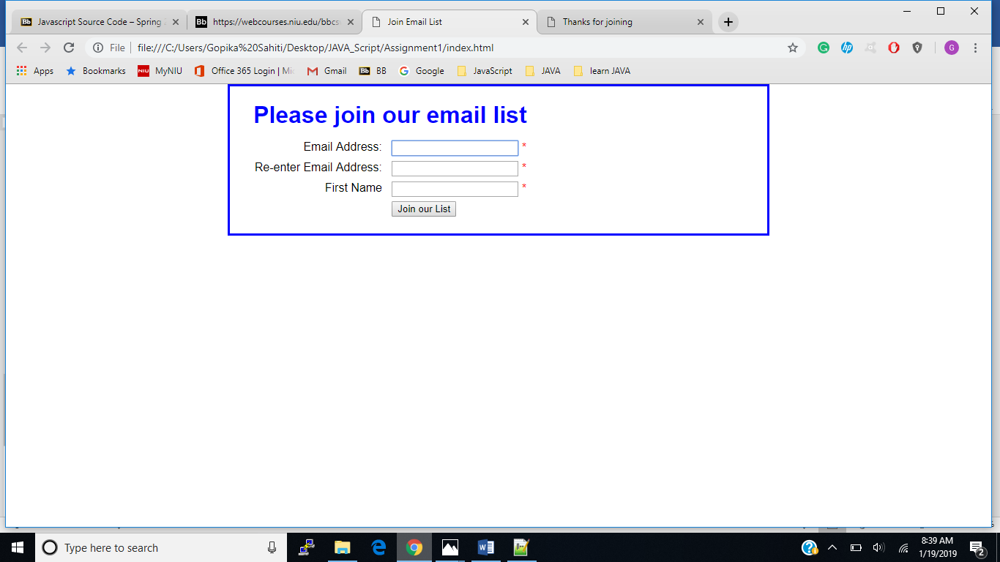 Javascript Source Code – Spring
https://webcourses.niu.edu/bbcs
Join Email List
Thanks for joining
File
file:///C:/Users/Gopika%20Sahiti/Desktop/JAVA_Script/Assignment1/index.html
Apps
Bookmarks
MyNIU
Office 365 Login | Mic
Gmail
BB
Google
JavaScript
JAVA
learn JAVA
Please join our email list
Email Address: *
Re-enter Email Address: *
First Name *
Join our List
Type here to search
8:39 AM
1/19/2019
2